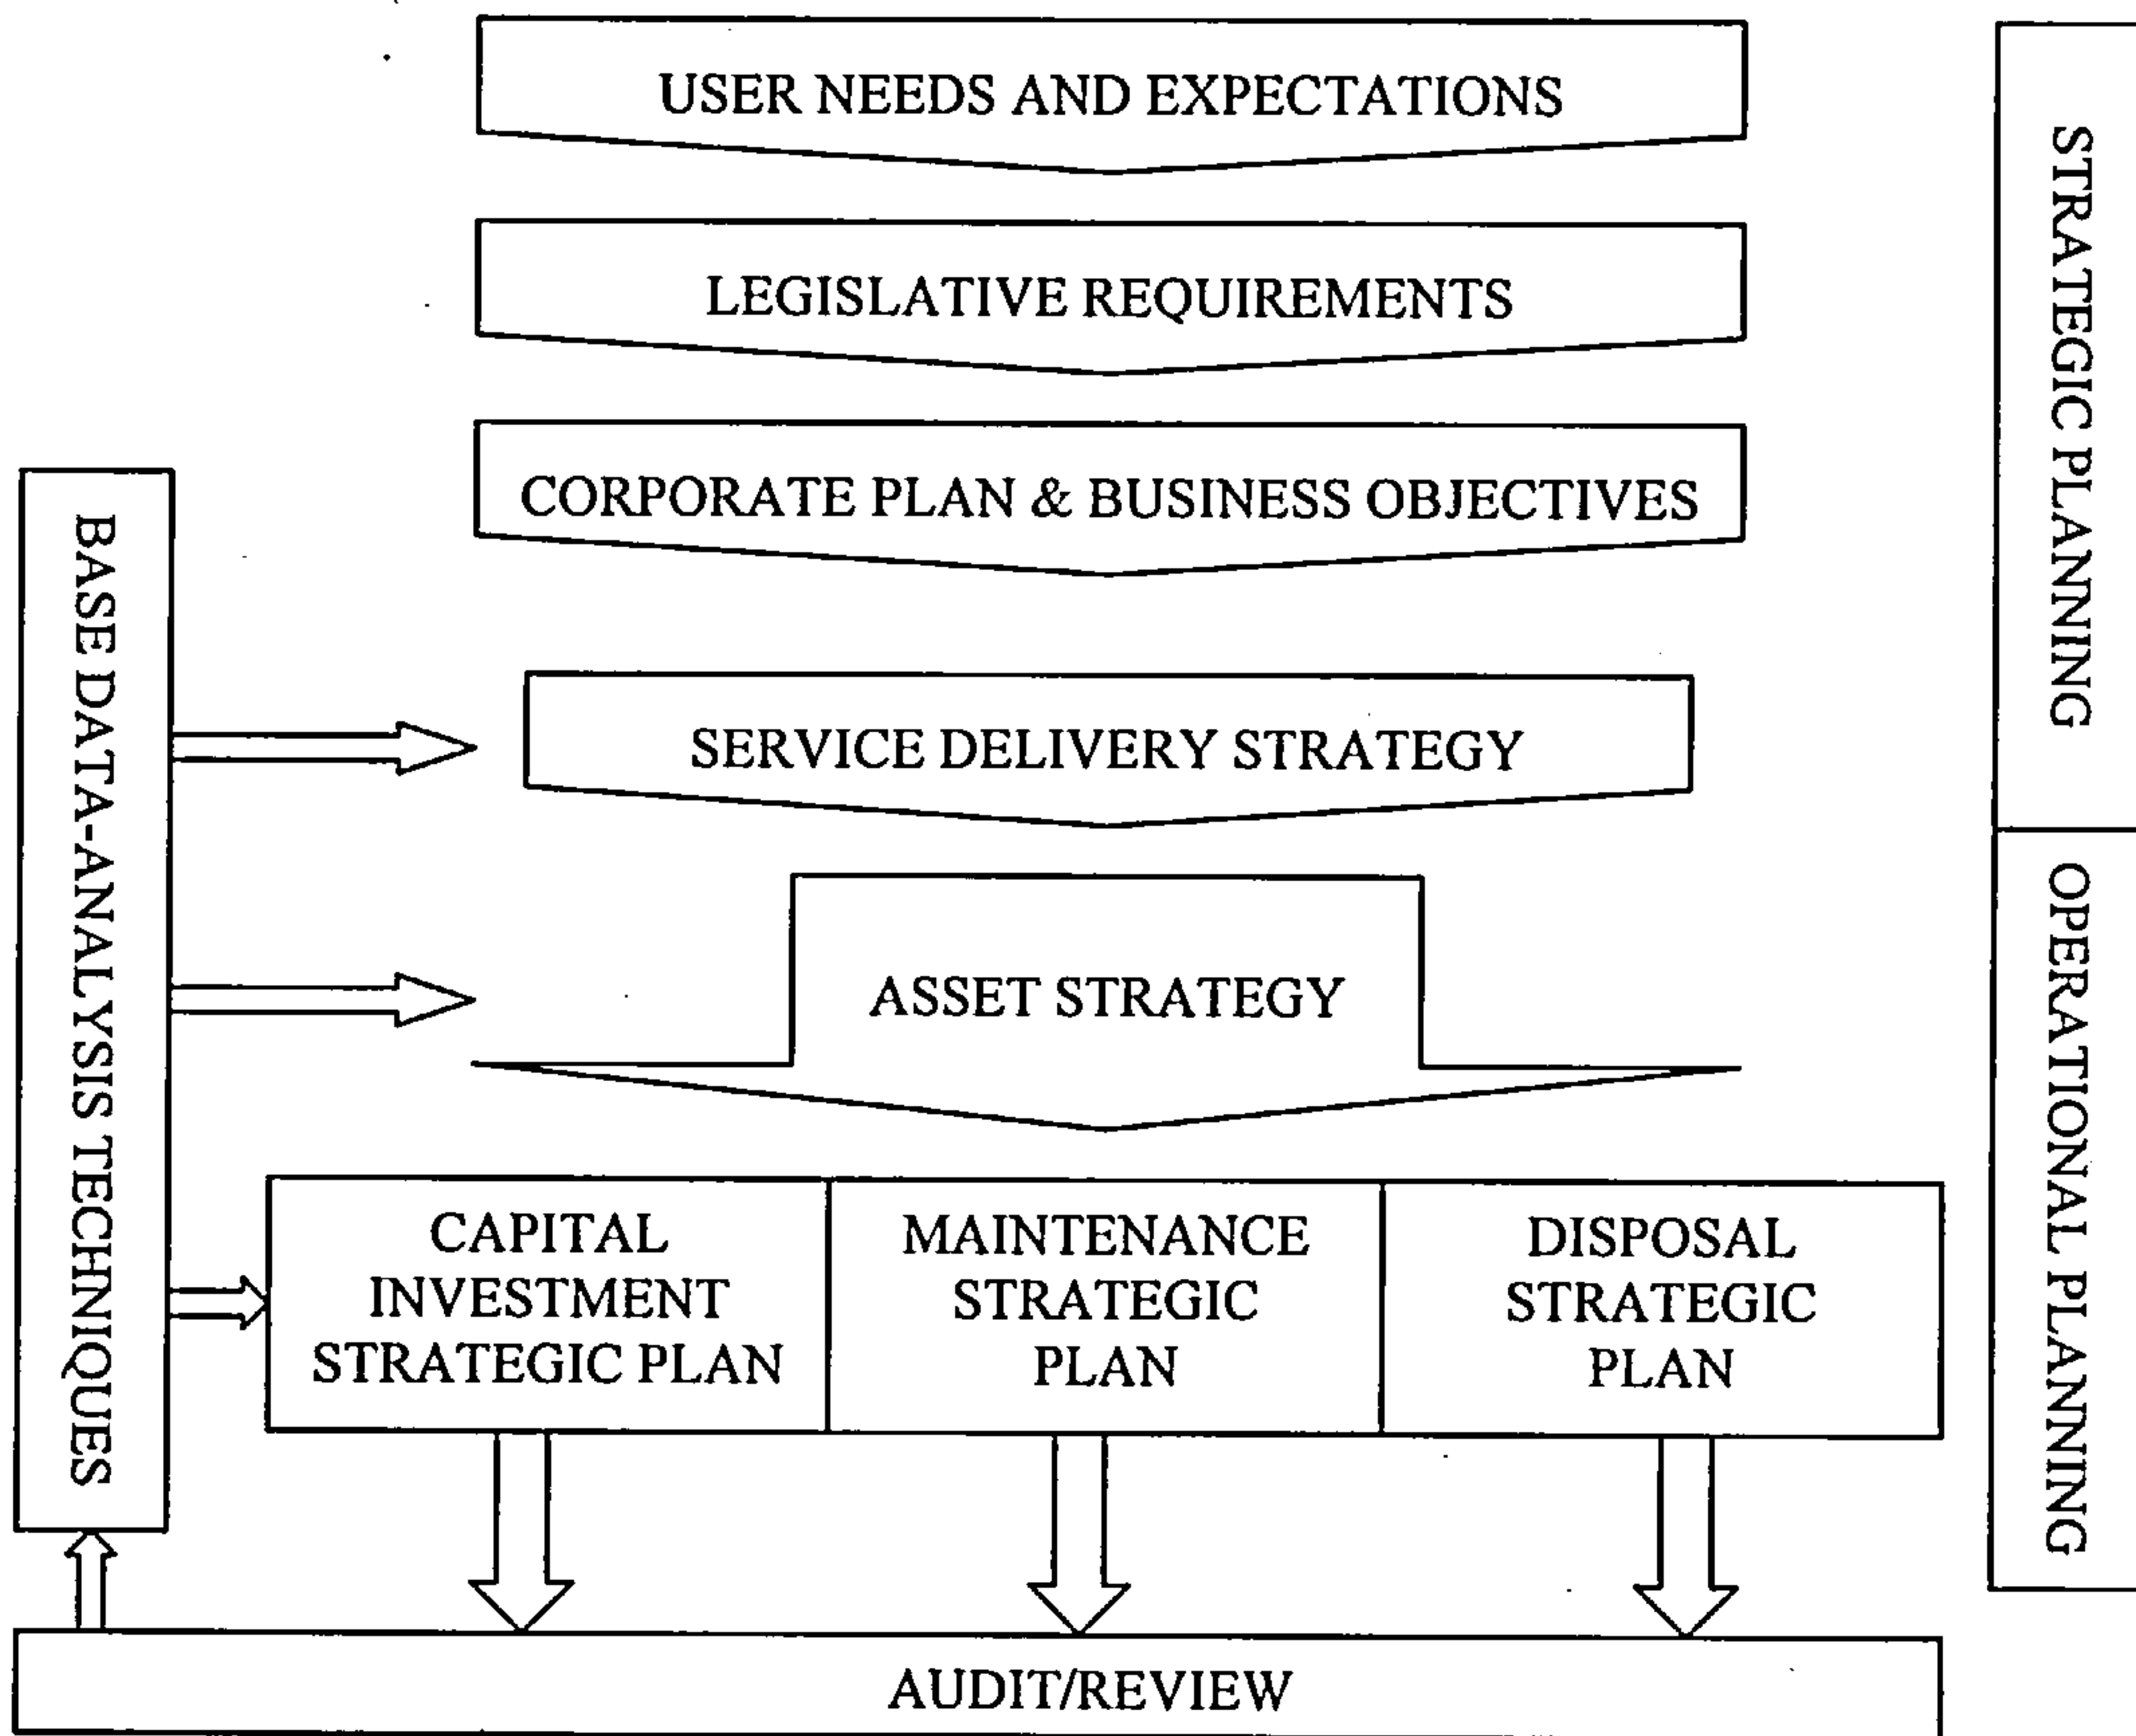 USER NEEDS AND EXPECTATIONS
LEGISLATIVE REQUIREMENTS
CORPORATE PLAN & BUSINESS OBJECTIVES
SERVICE DELIVERY STRATEGY
ASSET STRATEGY
CAPITAL
INVESTMENT
STRATEGIC PLAN
MAINTENANCE
STRATEGIC
PLAN
DISPOSAL
STRATEGIC
PLAN
AUDIT/REVIEW
BASE DATA-ANALYSIS TECHNIQUES
STRATEGIC PLANNING
OPERATIONAL PLANNING